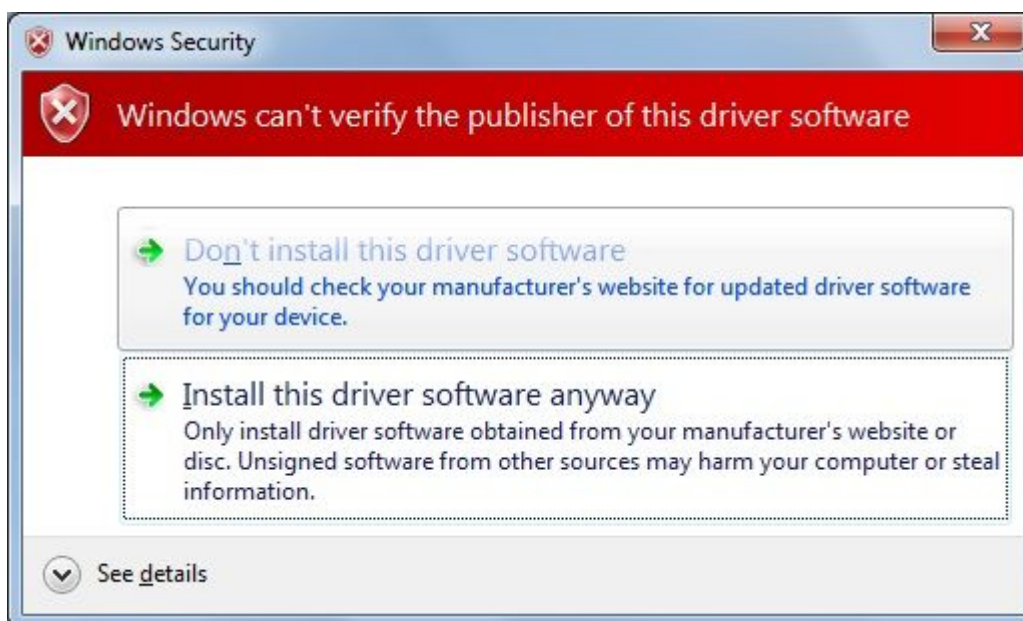 Windows Security
Windows can't verify the publisher of this driver software
Don't install this driver software
You should check your manufacturer's website for updated driver software
for your device.
Install this driver software anyway
Only install driver software obtained from your manufacturer's website or
disc. Unsigned software from other sources may harm your computer or steal
information.
See details